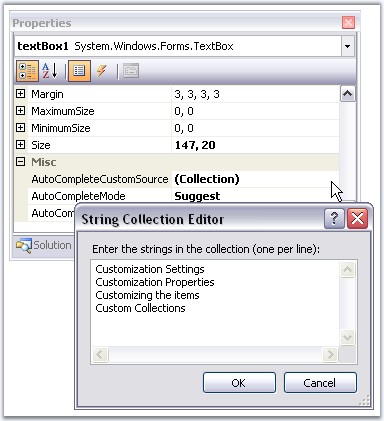 Properties
textBox1 System.Windows.Forms.TextBox
Margin 3, 3, 3, 3
MaximumSize 0, 0
MinimumSize 0, 0
Size 147, 20
Misc
AutoCompleteCustomSource (Collection)
AutoCompleteMode Suggest
AutoCom
Solution
String Collection Editor
Enter the strings in the collection (one per line):
Customization Settings
Customization Properties
Customizing the items
Custom Collections
OK Cancel